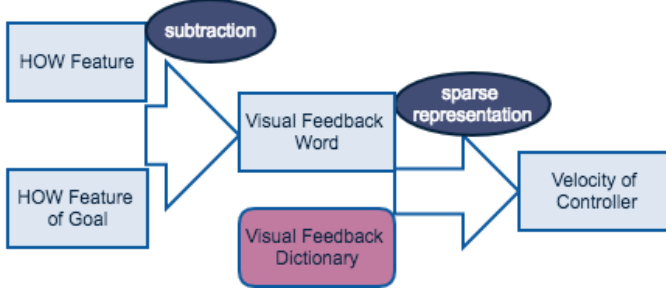 subtraction
HOW Feature
sparse
representation
Visual Feedback
Word
HOW Feature
of Goal
Velocity of
Controller
Visual Feedback
Dictionary